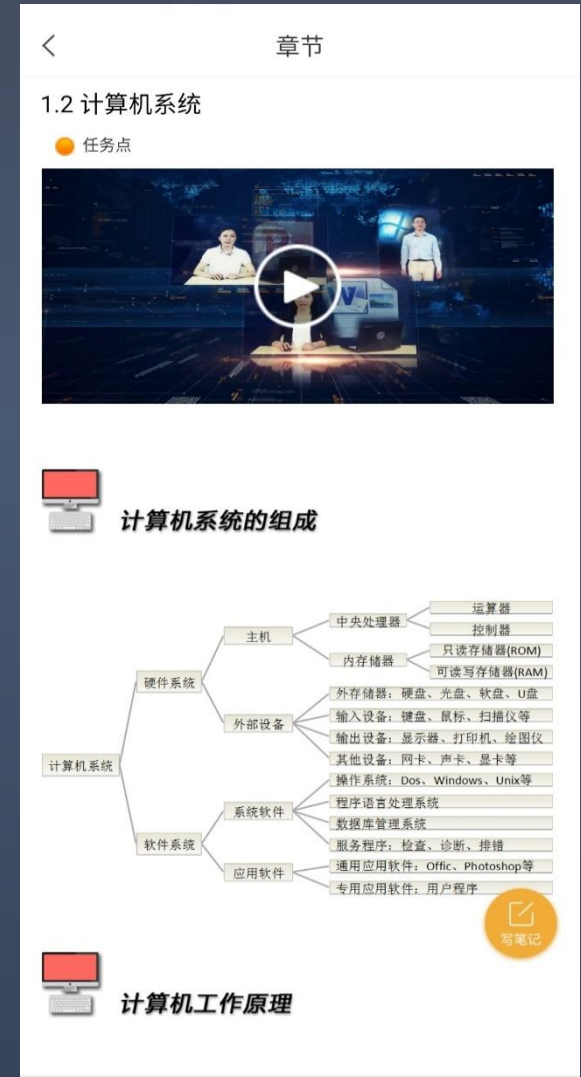 章节
1.2 计算机系统
任务点
计算机系统的组成
运算器
中央处理器
控制器
主机
只读存储器(ROM)
内存储器
可读写存储器(RAM)
硬件系统
外存储器：硬盘、光盘、软盘、U盘
输入设备：键盘、鼠标、扫描仪等
外部设备
输出设备：显示器、打印机、绘图仪
其他设备：网卡、声卡、显卡等
计算机系统
操作系统：Dos、Windows、Unix等
程序语言处理系统
系统软件
数据库管理系统
服务程序：检查、诊断、排错
软件系统
通用应用软件：Offic、Photoshop等
应用软件
专用应用软件：用户程序
写笔记
计算机工作原理